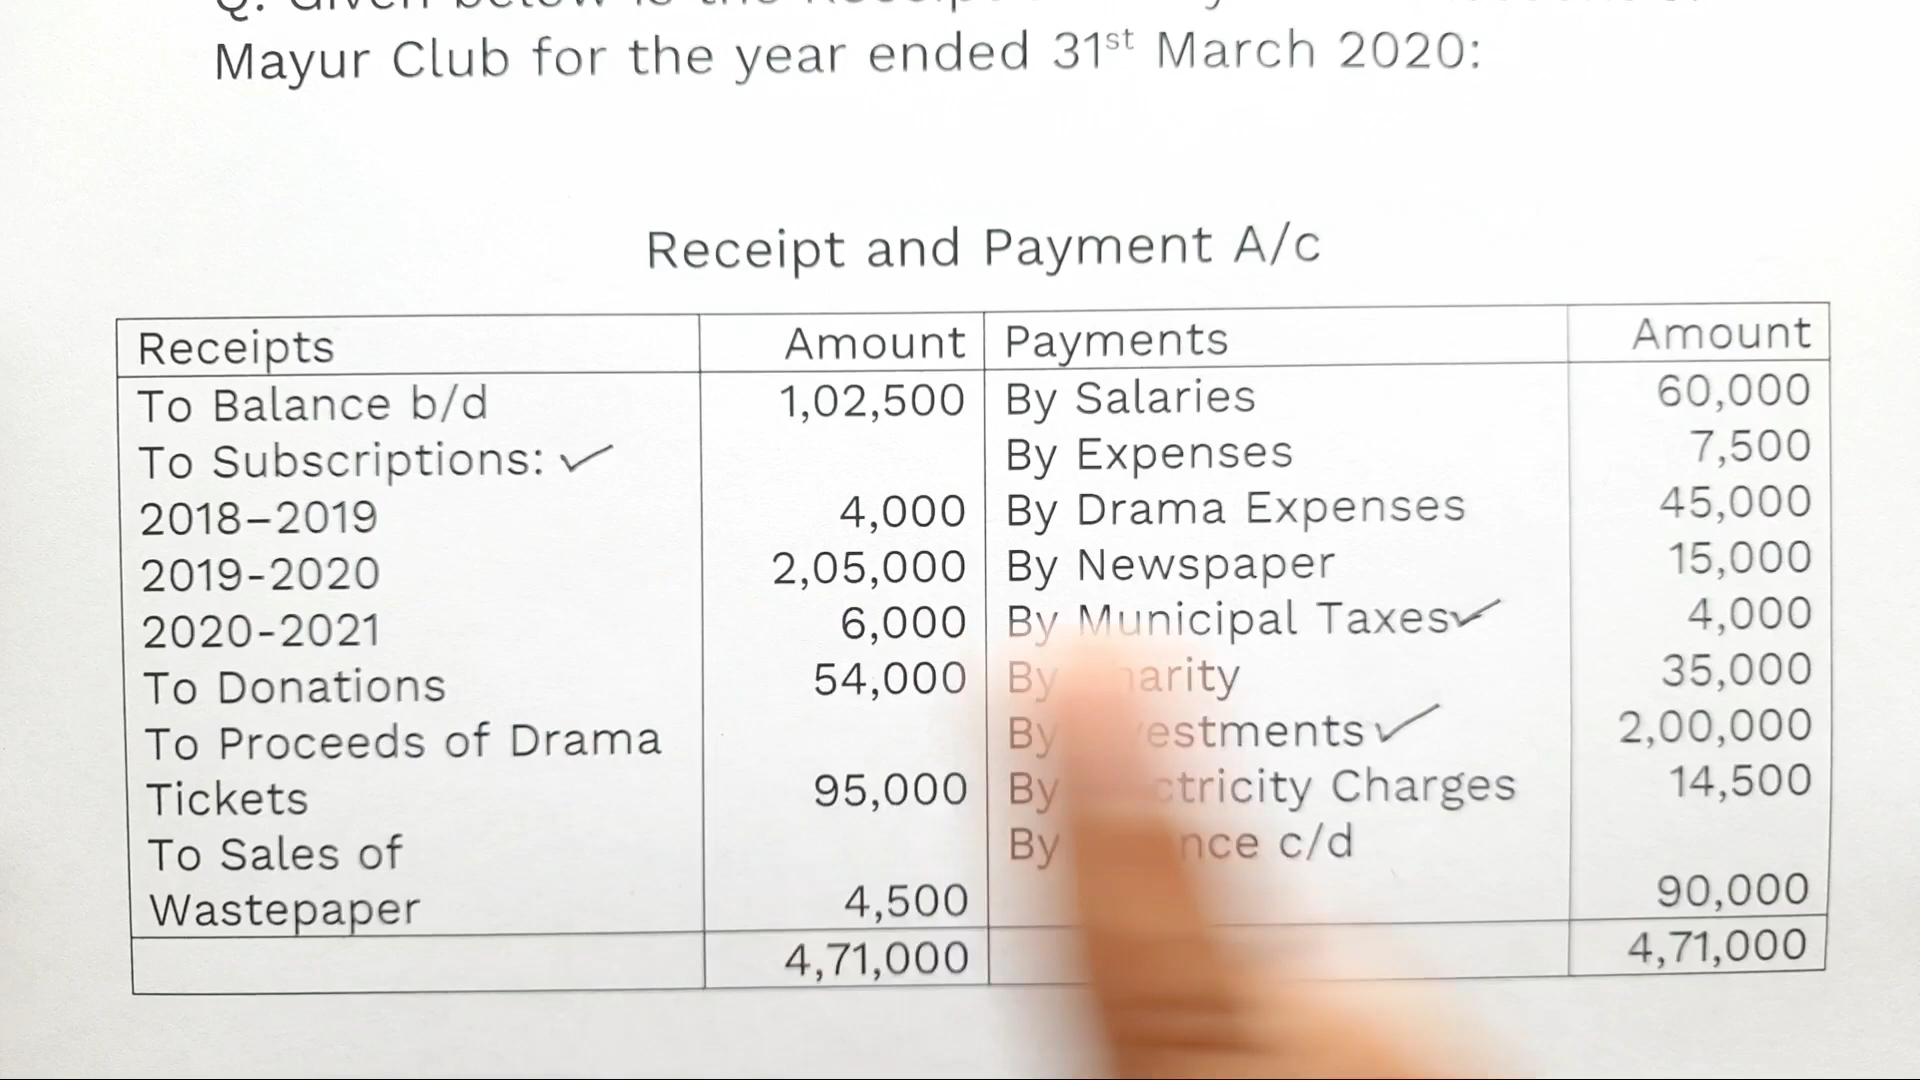 Mayur Club for the year ended 31st March 2020:
Receipt and Payment A/c
Receipts Amount Payments Amount
To Balance b/d 1,02,500 By Salaries 60,000
To Subscriptions: ✓ By Expenses 7,500
2018–2019 4,000 By Drama Expenses 45,000
2019-2020 2,05,000 By Newspaper 15,000
2020-2021 6,000 By Municipal Taxes✓ 4,000
To Donations 54,000 By 35,000
To Proceeds of Drama By ✓ 2,00,000
Tickets 95,000 By Charges 14,500
To Sales of By c/d
Wastepaper 4,500 90,000
4,71,000 4,71,000